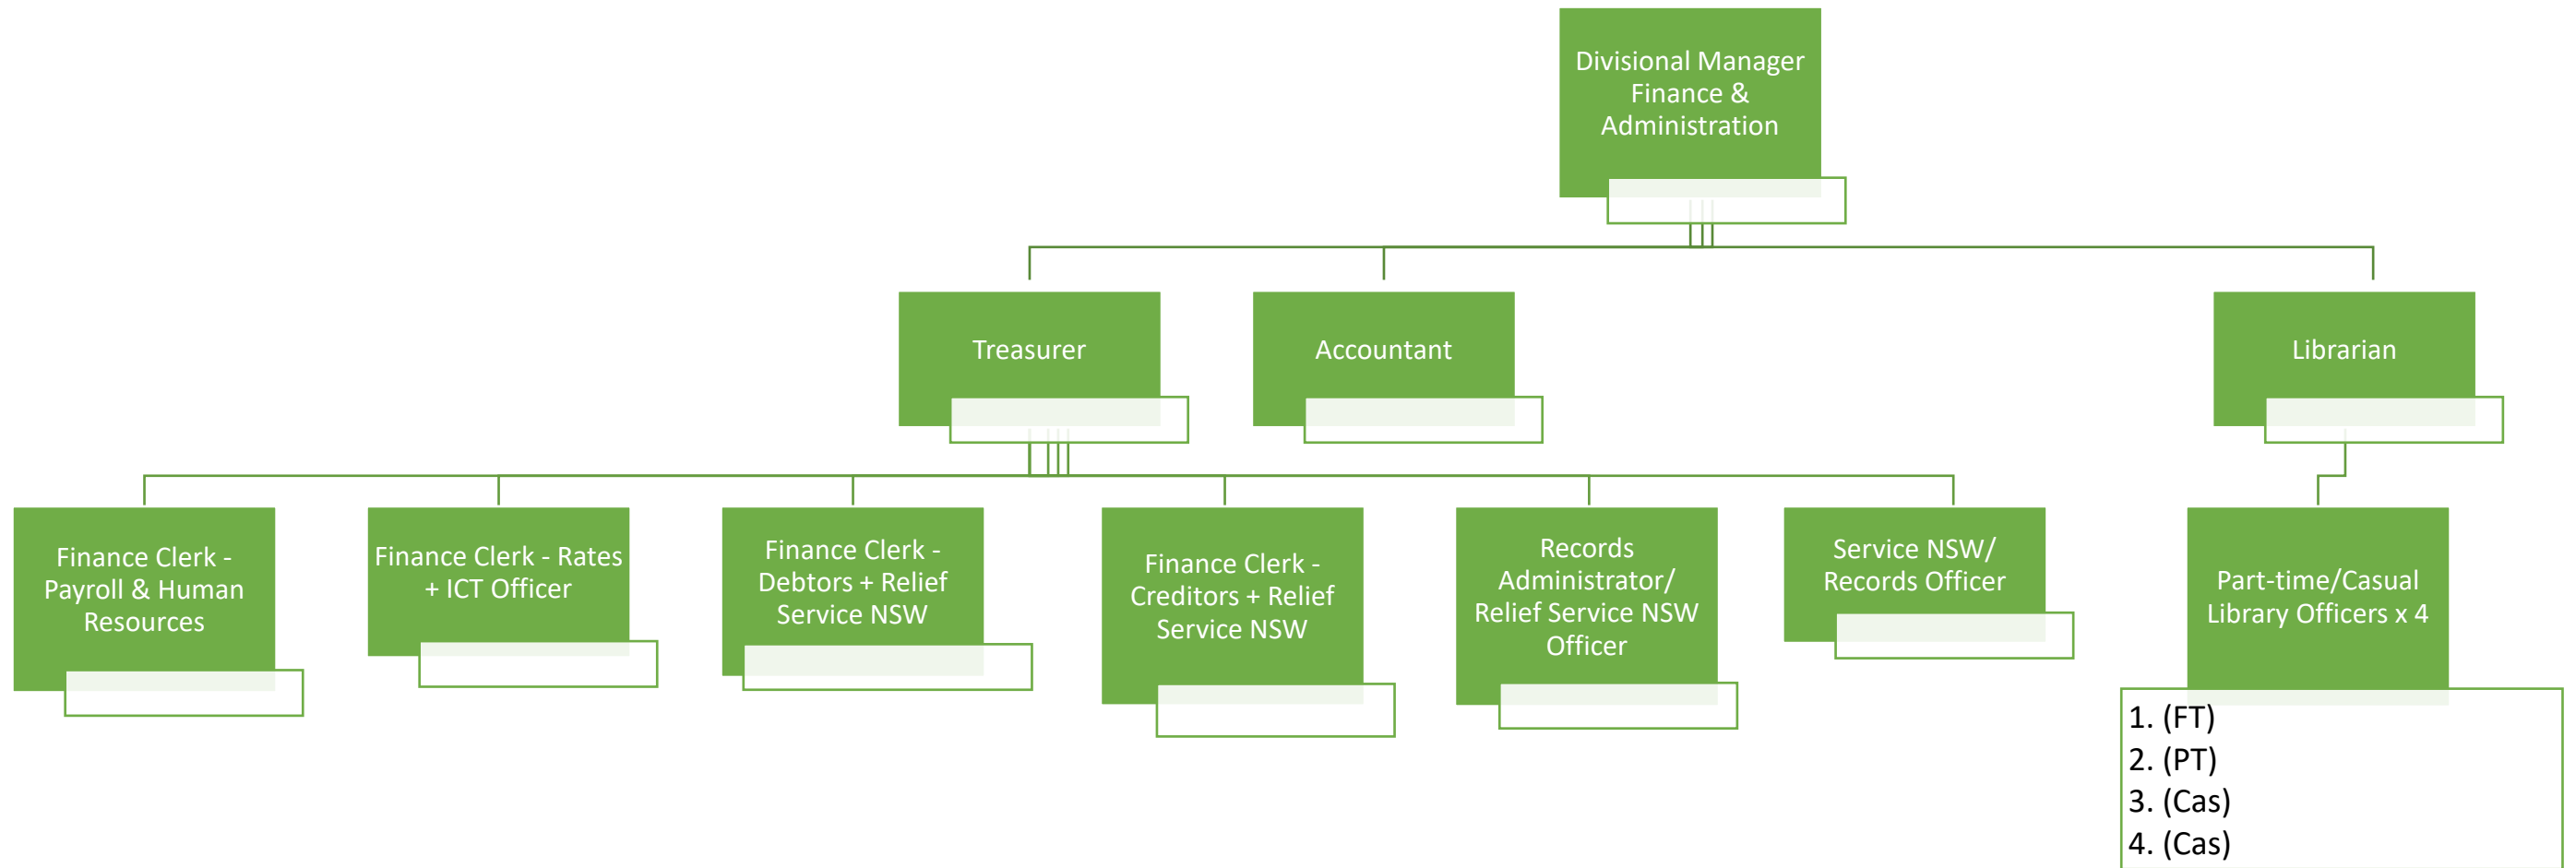 Divisional Manager
Finance &
Administration
Treasurer
Accountant
Librarian
Finance Clerk -
Payroll & Human
Resources
Finance Clerk - Rates
+ ICT Officer
Finance Clerk -
Debtors + Relief
Service NSW
Finance Clerk -
Creditors + Relief
Service NSW
Records
Administrator/
Relief Service NSW
Officer
Service NSW/
Records Officer
Part-time/Casual
Library Officers x 4
1. (FT)
2. (PT)
3. (Cas)
4. (Cas)